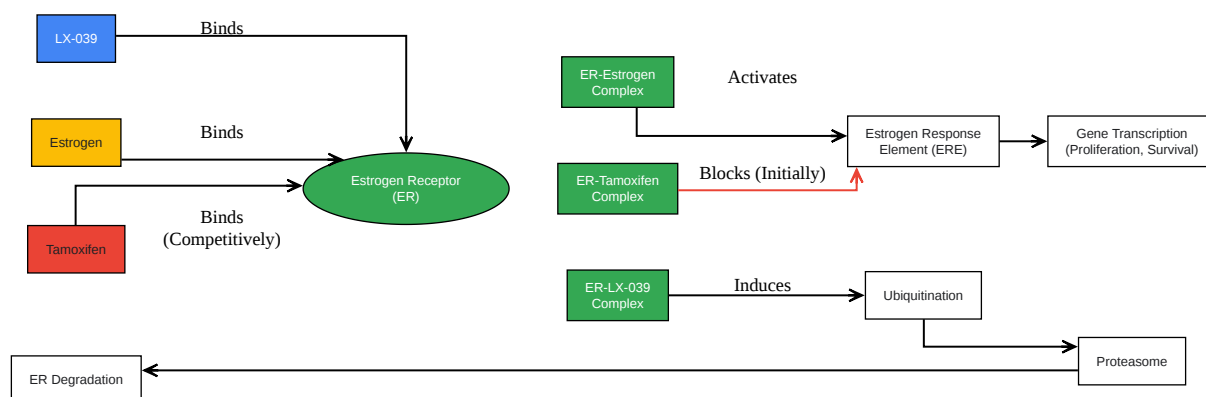 LX-039
Binds
Estrogen
Binds
Tamoxifen
Binds
(Competitively)
Estrogen Receptor
(ER)
ER-Estrogen
Complex
Activates
Estrogen Response
Element (ERE)
Gene Transcription
(Proliferation, Survival)
ER-Tamoxifen
Complex
Blocks (Initially)
ER-LX-039
Complex
Induces
Ubiquitination
Proteasome
ER Degradation